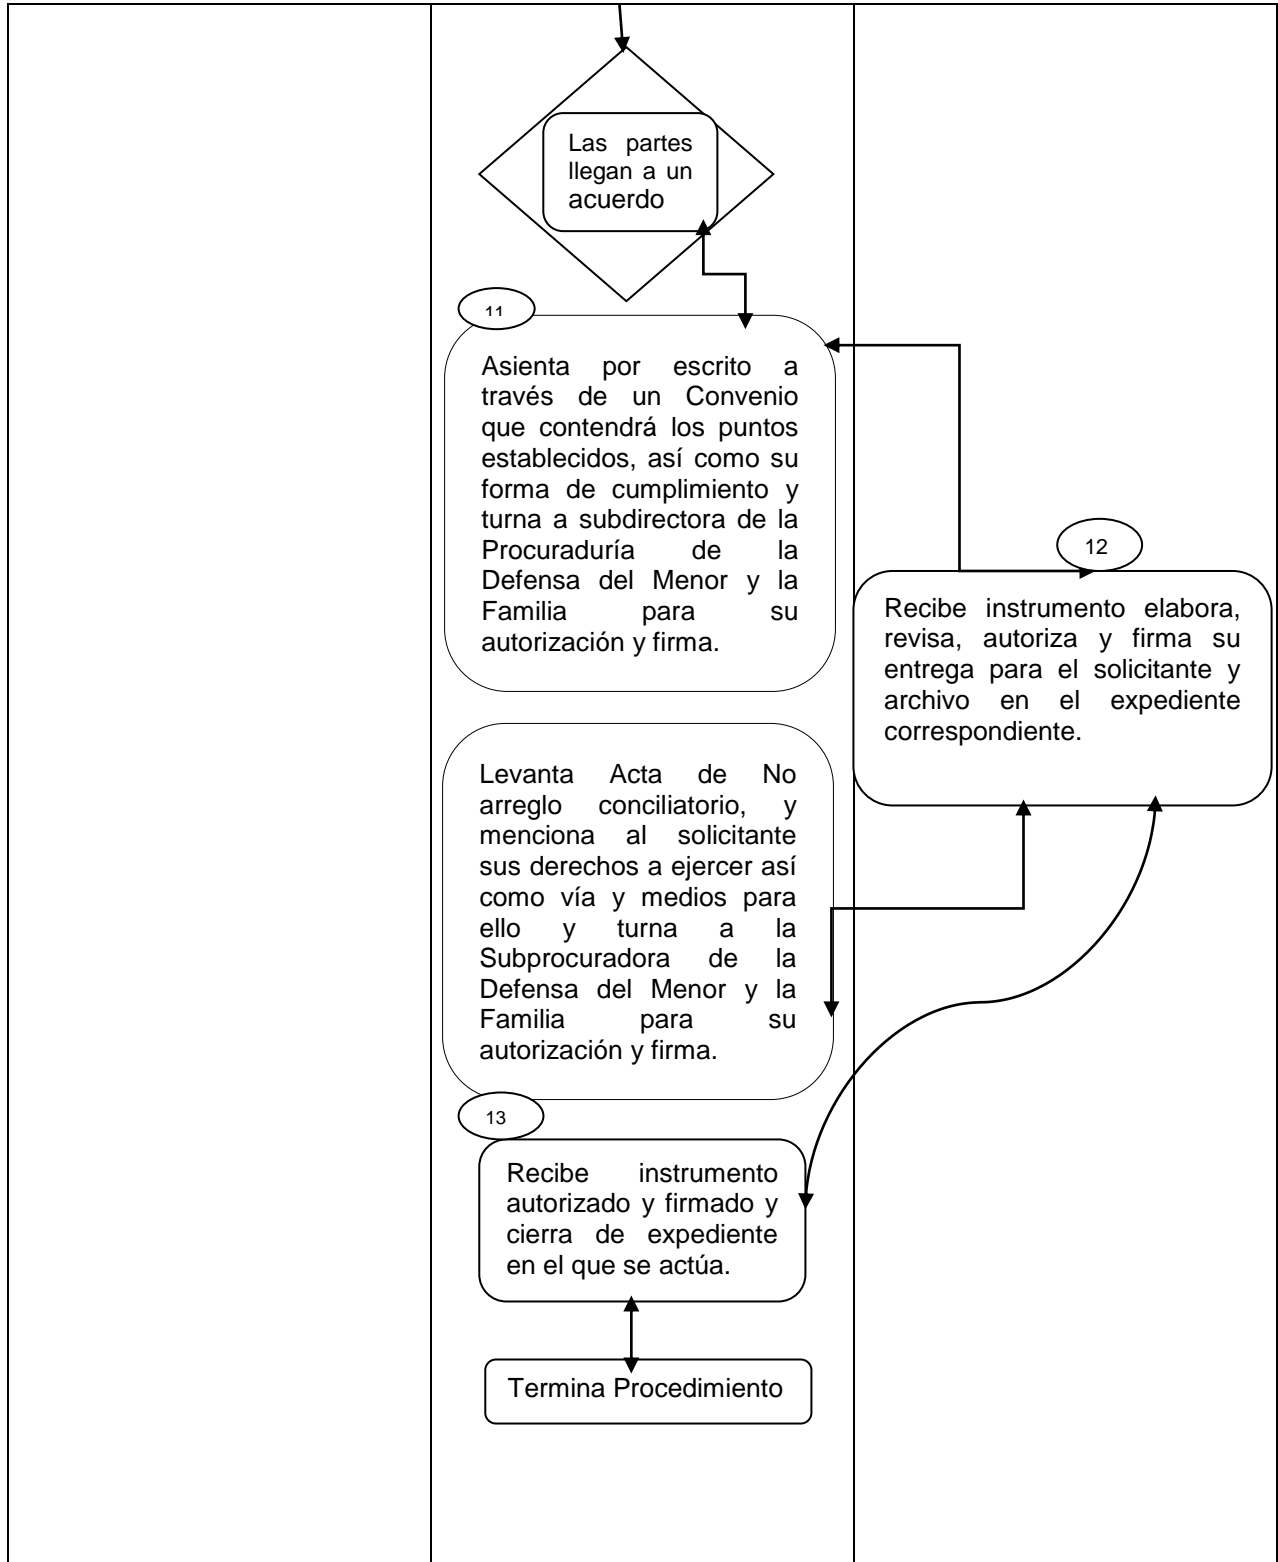 Las partes
llegan a un
acuerdo
11
Asienta por escrito a
través de un Convenio
que contendrá los puntos
establecidos, así como su
forma de cumplimiento y
turna a subdirectora de la
Procuraduría de la
Defensa del Menor y la
Familia para su
autorización y firma.
12
Recibe instrumento elabora,
revisa, autoriza y firma su
entrega para el solicitante y
archivo en el expediente
correspondiente.
Levanta Acta de No
arreglo conciliatorio, y
menciona al solicitante
sus derechos a ejercer así
como vía y medios para
ello y turna a la
Subprocuradora de la
Defensa del Menor y la
Familia para su
autorización y firma.
13
Recibe instrumento
autorizado y firmado y
cierra de expediente
en el que se actúa.
Termina Procedimiento